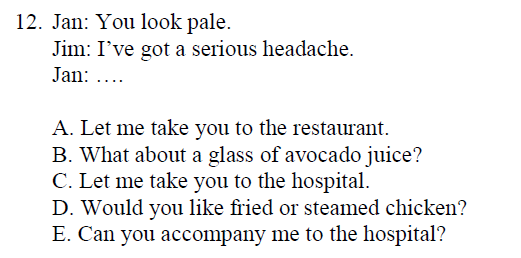 12. Jan: You look pale.
Jim: I’ve got a serious headache.
Jan: ….
A. Let me take you to the restaurant.
B. What about a glass of avocado juice?
C. Let me take you to the hospital.
D. Would you like fried or steamed chicken?
E. Can you accompany me to the hospital?